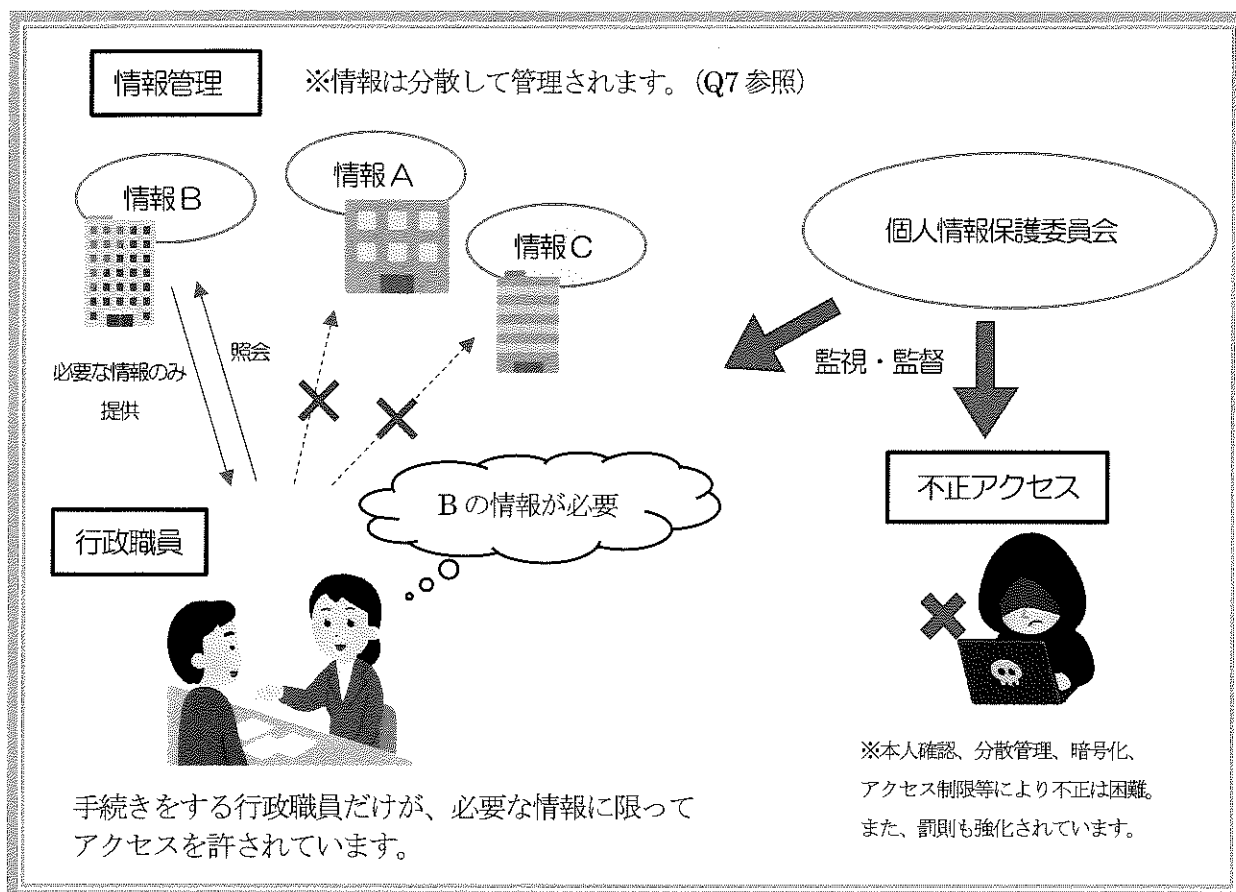 情報管理
※情報は分散して管理されます。(Q7 参照)
情報B
情報A
情報C
個人情報保護委員会
照会
必要な情報のみ
提供
監視・監督
Bの情報が必要
不正アクセス
行政職員
※本人確認、分散管理、暗号化、
アクセス制限等により不正は困難。
また、罰則も強化されています。
手続きをする行政職員だけが、必要な情報に限って
アクセスを許されています。